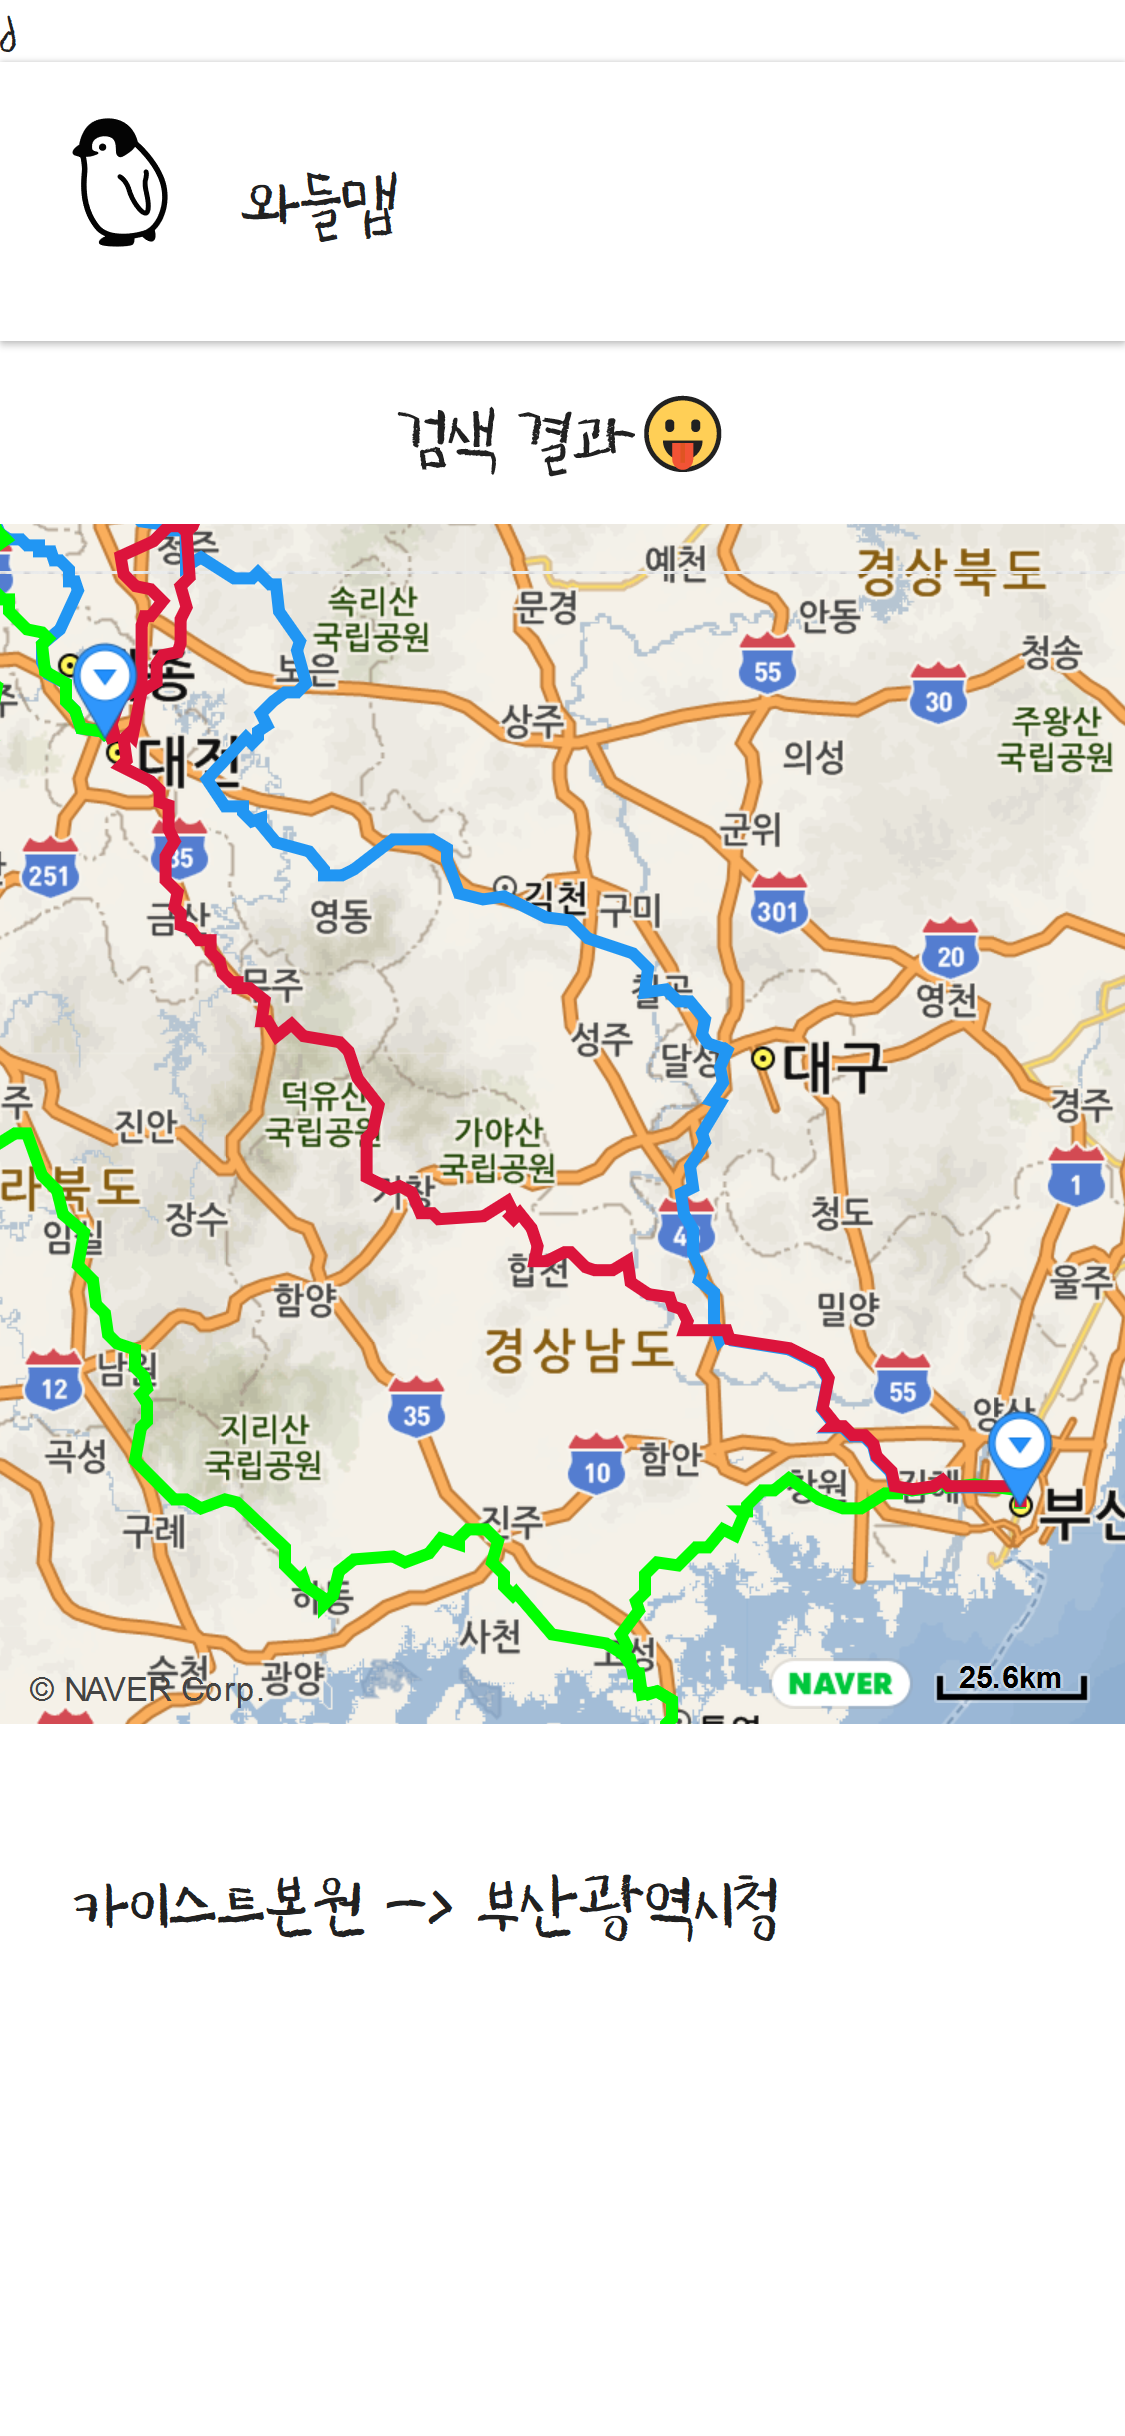 d
와들맵
검색 결과
청주
예천
경상북도
속리산
국립공원
문경
안동
청송
55
30
보은
상주
주왕산
국립공원
의성
대전
군위
251
35
김천
구미
301
금산
영동
20
무주
영천
칠곡
성주
달성
대구
덕유산
국립공원
경주
진안
가야산
국립공원
1
라북도
거창
장수
청도
임실
합천
울주
함양
밀양
경상남도
남원
12
35
55
양산
지리산
국립공원
곡성
10
함안
창원
김해
구례
진주
부산
하동
사천
고성
순천
광양
© NAVER Corp.
NAVER
25.6km
통영
카이스트본원 -> 부산광역시청